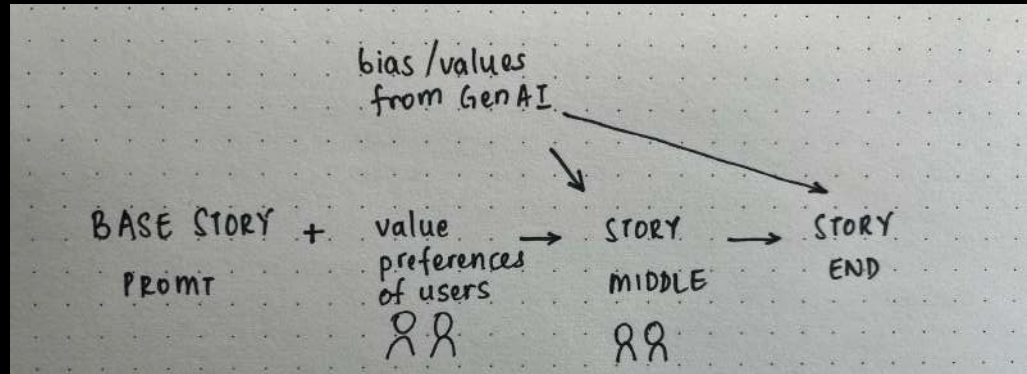 bias/values
from GenAI
BASE STORY + value → STORY → STORY
PROMT preferences MIDDLE END
of users